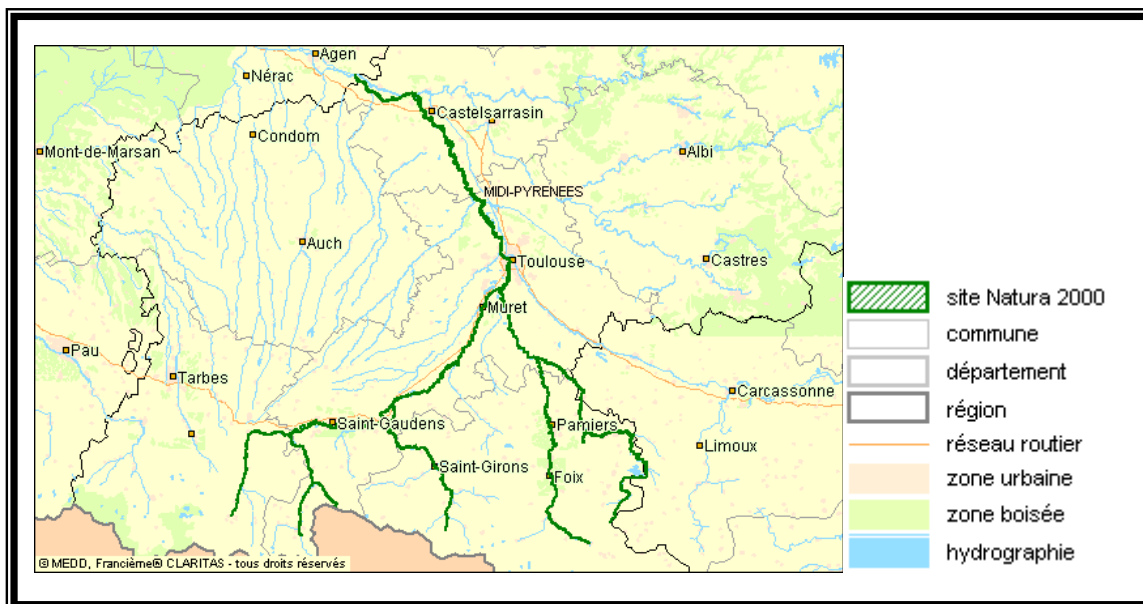 Agen
Nérac
Castelsarrasin
Condom
Mont-de-Marsan
Albi
MIDI-PYRENEES
Auch
Toulouse
Castres
Muret
Pau
Tarbes
Carcassonne
Saint-Gaudens
Pamiers
Limoux
Saint-Girons
Foix
© MEDD, Francième® CLARITAS - tous droits réservés
site Natura 2000
commune
département
région
réseau routier
zone urbaine
zone boisée
hydrographie